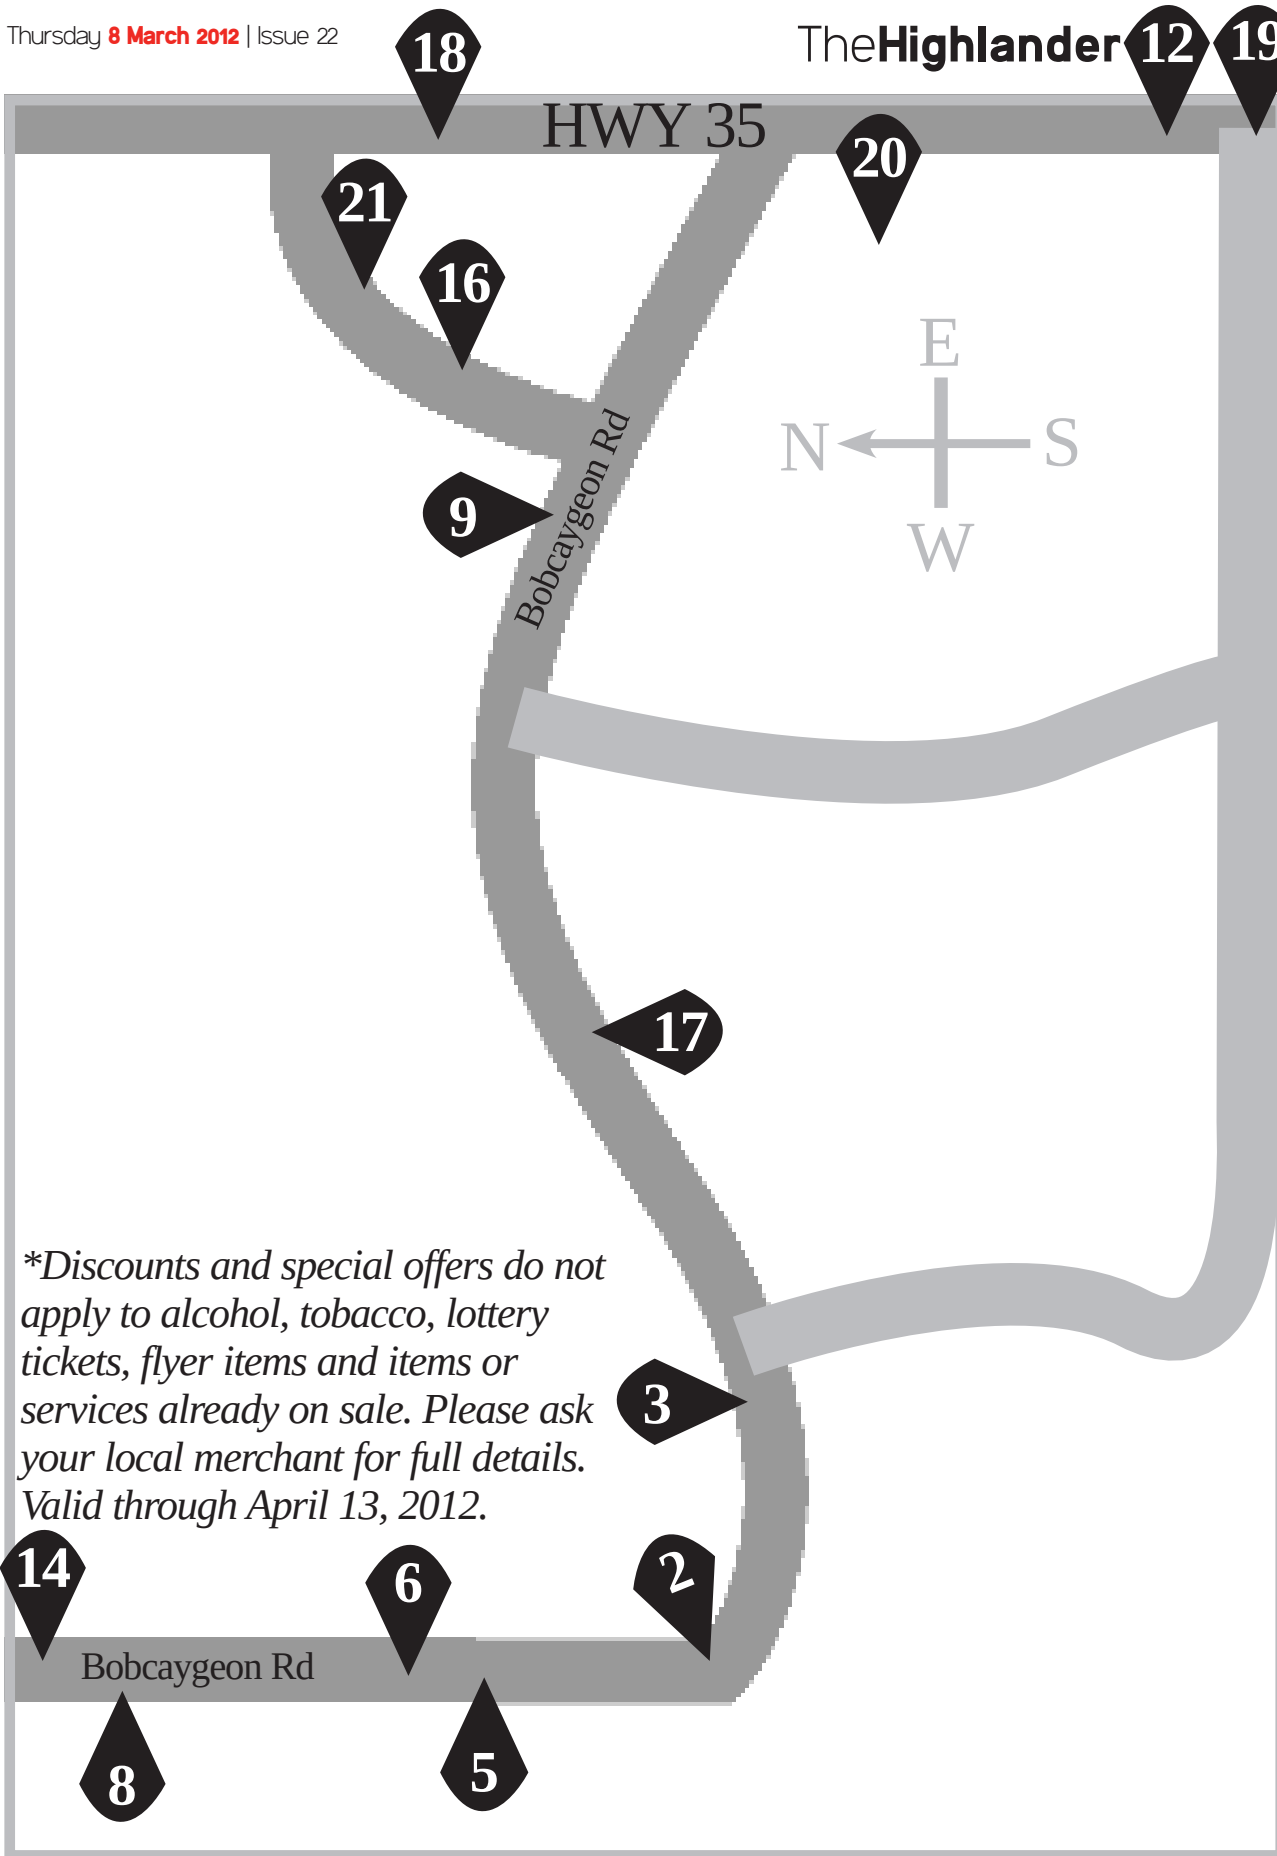 Thursday 8 March 2012 | Issue 22
TheHighlander
18
12
19
HWY 35
20
21
16
E
N
S
W
9
Bobcaygeon Rd
17
*Discounts and special offers do not
apply to alcohol, tobacco, lottery
tickets, flyer items and items or
services already on sale. Please ask
your local merchant for full details.
Valid through April 13, 2012.
3
14
6
2
Bobcaygeon Rd
8
5